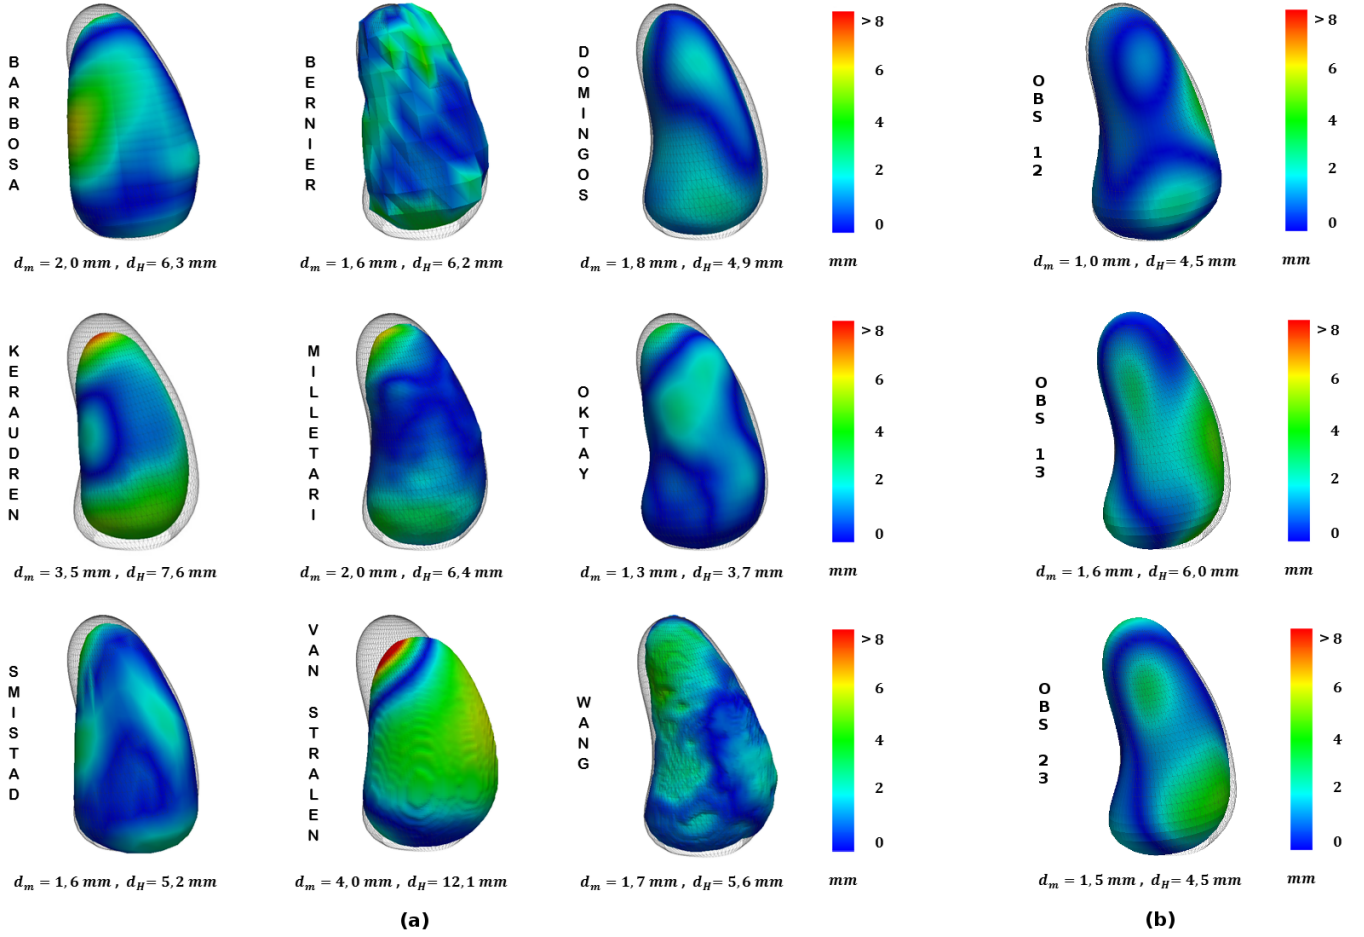 BARBOSA
BERNIER
DOMINGOS
>8
6
4
2
0
OBS 12
>8
6
4
2
0
d_m = 2,0 mm , d_H = 6,3 mm
d_m = 1,6 mm , d_H = 6,2 mm
d_m = 1,8 mm , d_H = 4,9 mm
mm
d_m = 1,0 mm , d_H = 4,5 mm
mm
KERAUDREN
MILLETARI
OKTAY
>8
6
4
2
0
OBS 13
>8
6
4
2
0
d_m = 3,5 mm , d_H = 7,6 mm
d_m = 2,0 mm , d_H = 6,4 mm
d_m = 1,3 mm , d_H = 3,7 mm
mm
d_m = 1,6 mm , d_H = 6,0 mm
mm
SMISTAD
VAN STRALEN
WANG
>8
6
4
2
0
OBS 23
>8
6
4
2
0
d_m = 1,6 mm , d_H = 5,2 mm
d_m = 4,0 mm , d_H = 12,1 mm
d_m = 1,7 mm , d_H = 5,6 mm
mm
d_m = 1,5 mm , d_H = 4,5 mm
mm
(a)
(b)